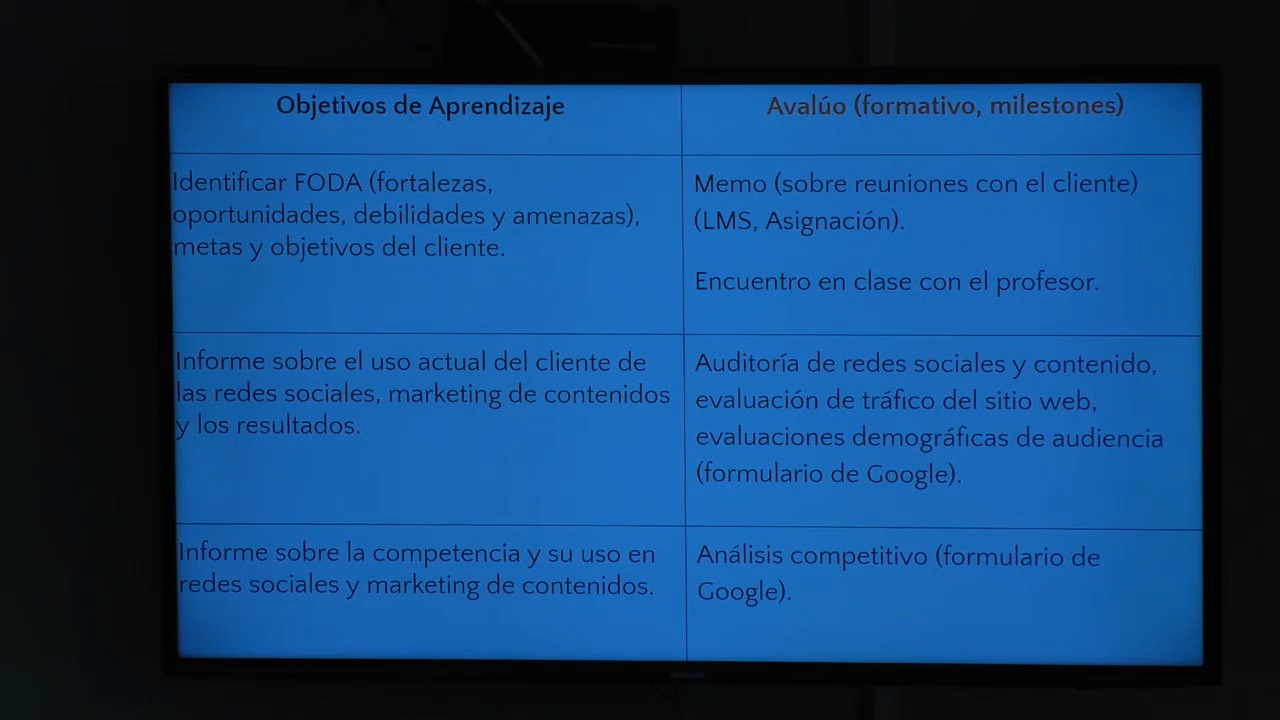 Objetivos de Aprendizaje
Avalúo (formativo, milestones)
Identificar FODA (fortalezas,
oportunidades, debilidades y amenazas),
metas y objetivos del cliente.
Memo (sobre reuniones con el cliente)
(LMS, Asignación).
Encuentro en clase con el profesor.
Informe sobre el uso actual del cliente de
las redes sociales, marketing de contenidos
y los resultados.
Auditoría de redes sociales y contenido,
evaluación de tráfico del sitio web,
evaluaciones demográficas de audiencia
(formulario de Google).
Informe sobre la competencia y su uso en
redes sociales y marketing de contenidos.
Análisis competitivo (formulario de
Google).
SAMSUNG